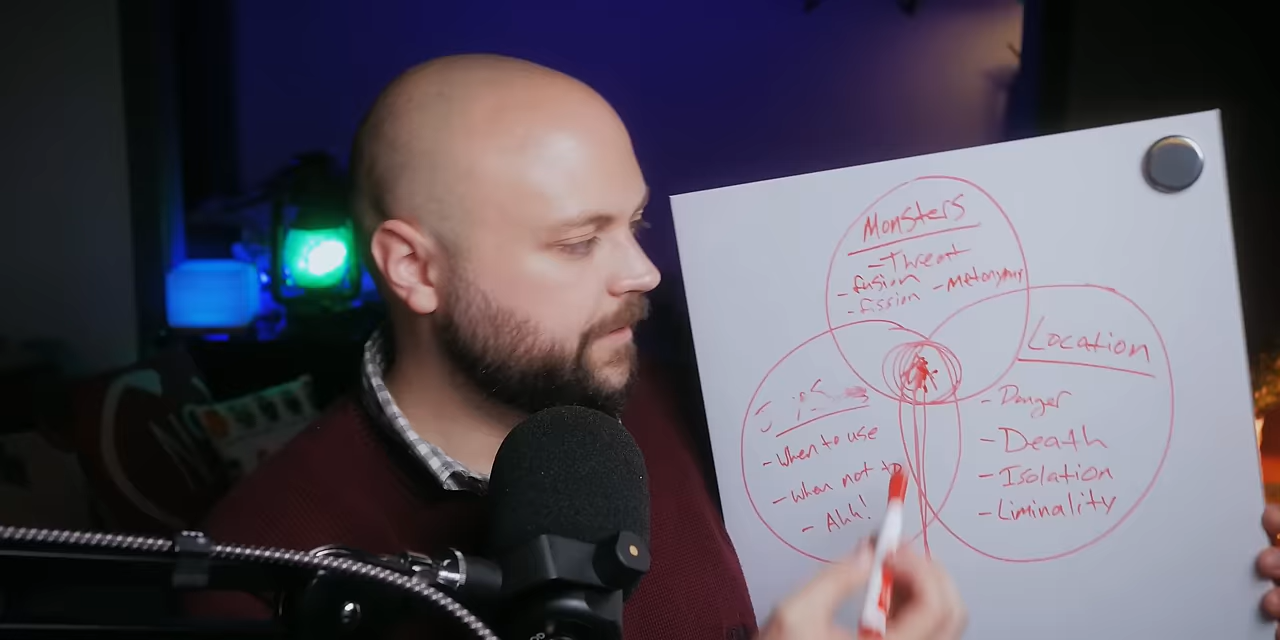 Monsters
- Threat
- fusion
- fission - Metonymy
Location
- Danger
- Death
- Isolation
- Liminality
- when to use
- when not to
- Ahh!